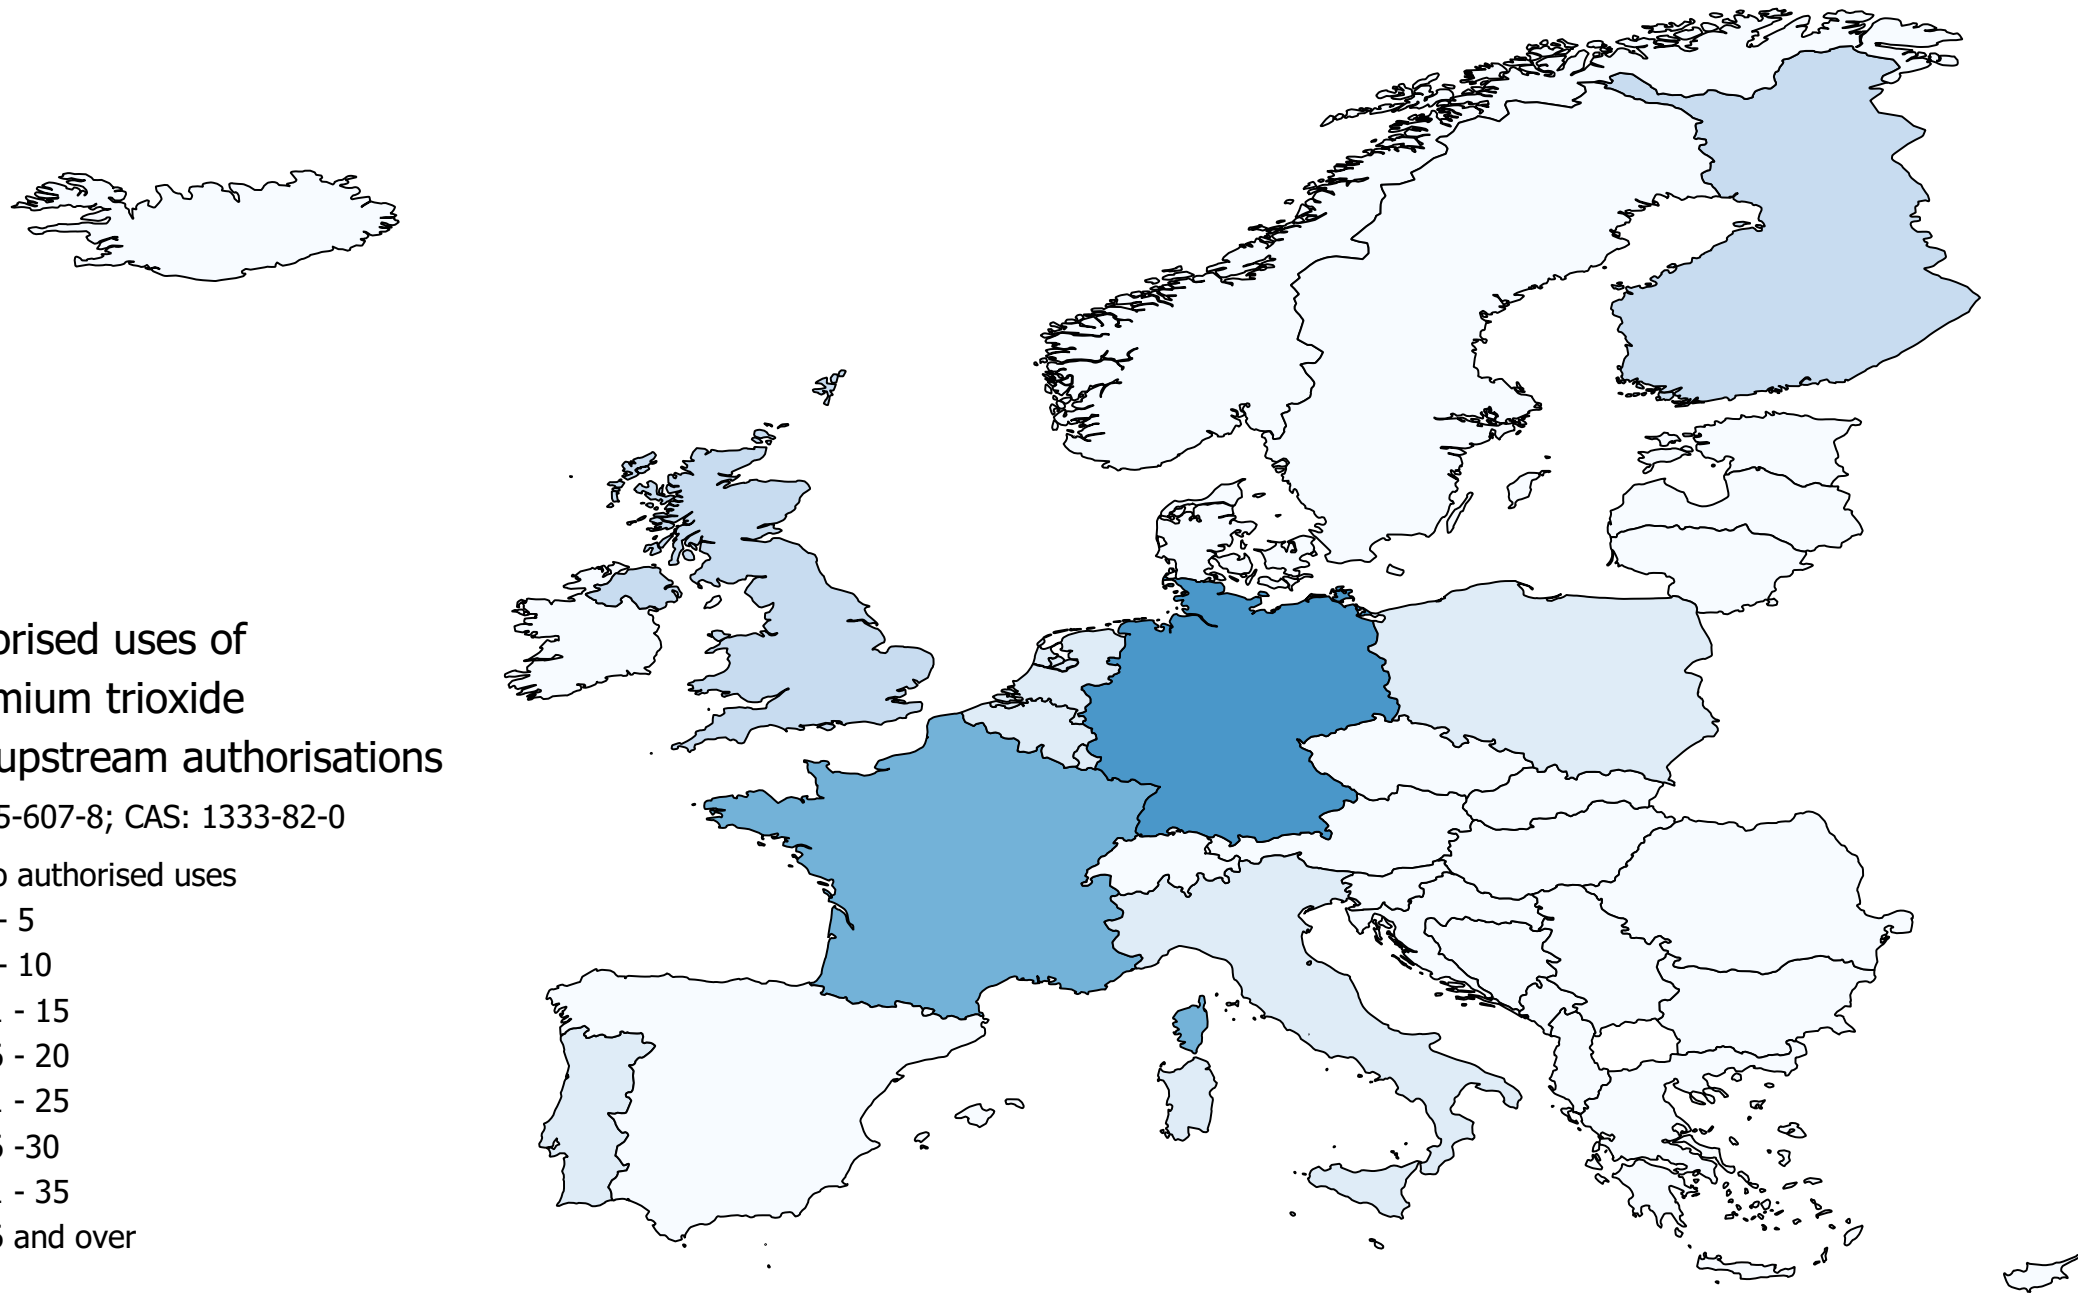 orised uses of
mium trioxide
upstream authorisations
5-607-8; CAS: 1333-82-0
authorised uses
- 5
- 10
- 15
- 20
- 25
-30
- 35
and over